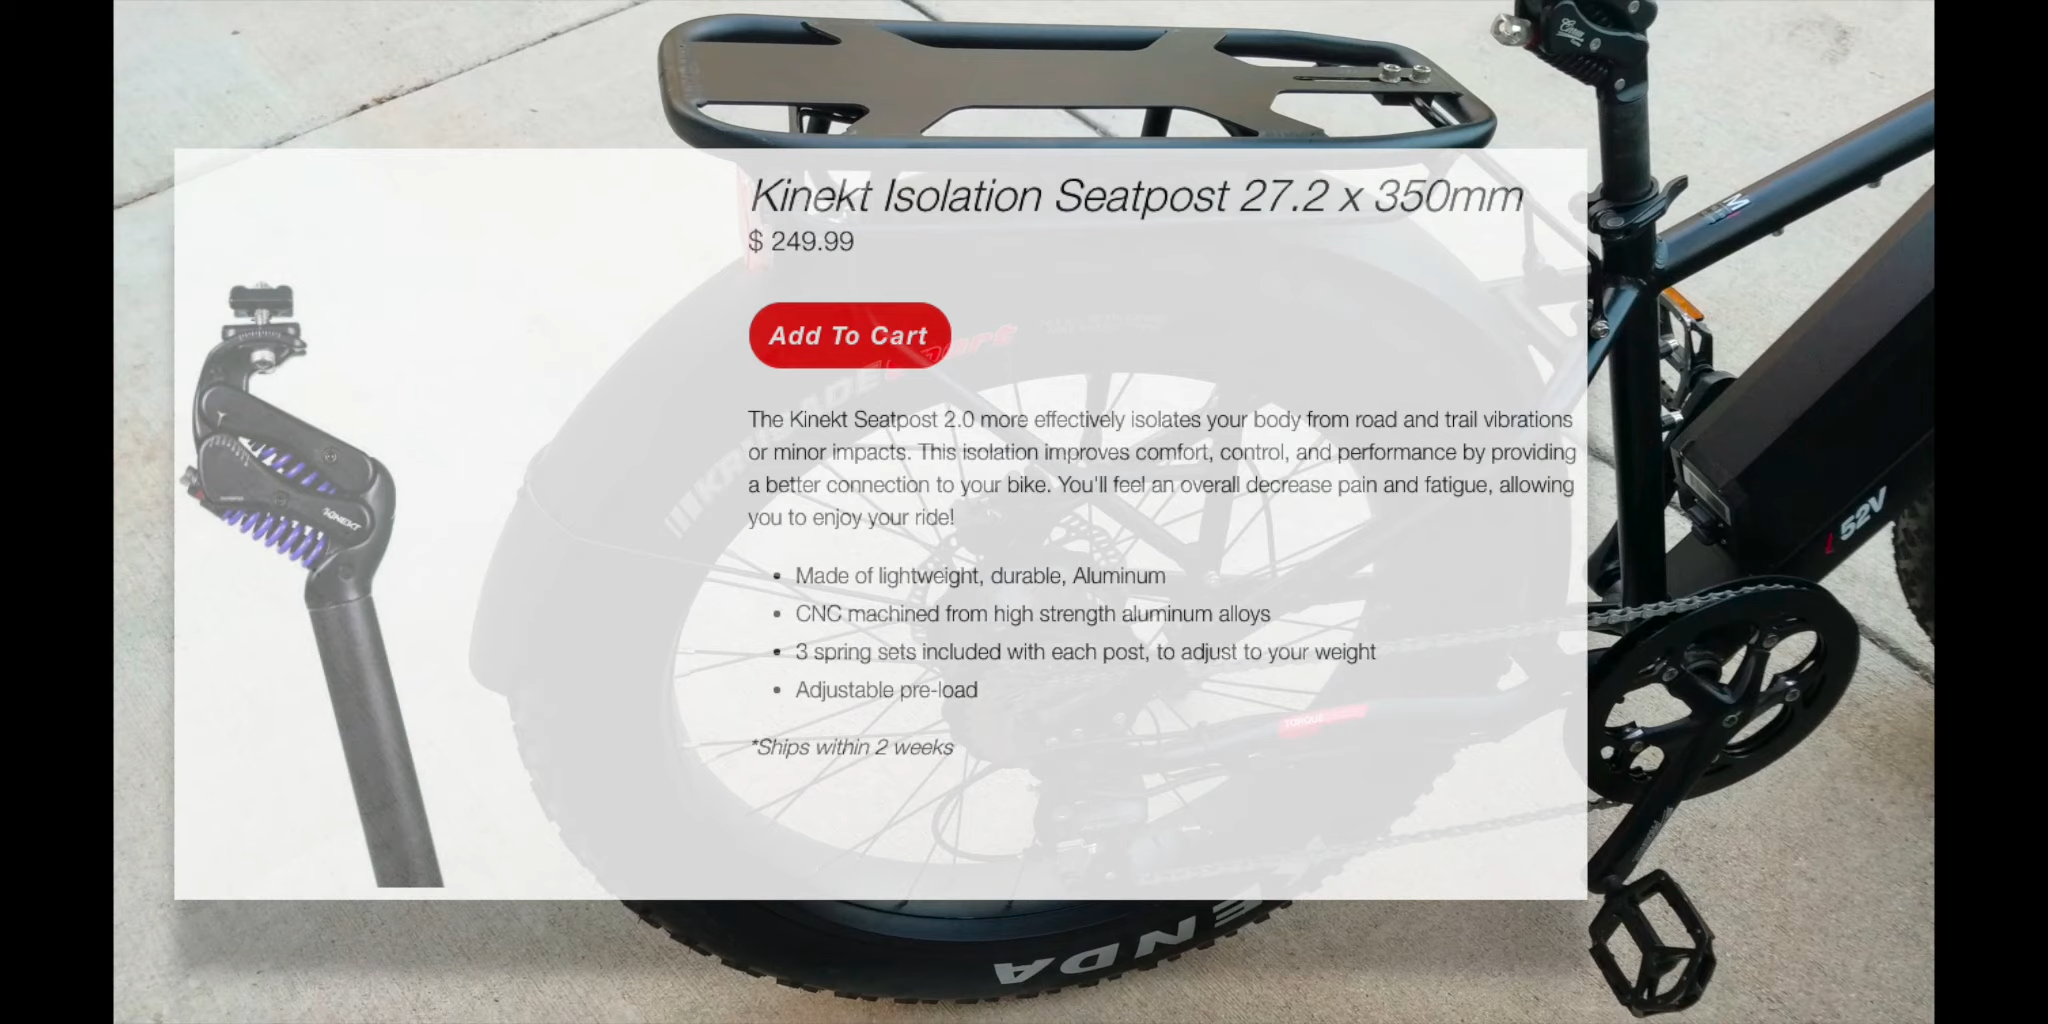 Kinekt Isolation Seatpost 27.2 x 350mm
$ 249.99
Add To Cart
The Kinekt Seatpost 2.0 more effectively isolates your body from road and trail vibrations
or minor impacts. This isolation improves comfort, control, and performance by providing
a better connection to your bike. You'll feel an overall decrease pain and fatigue, allowing
you to enjoy your ride!
• Made of lightweight, durable, Aluminum
• CNC machined from high strength aluminum alloys
• 3 spring sets included with each post, to adjust to your weight
• Adjustable pre-load
*Ships within 2 weeks
KINEKT
52V
TORQUE
ENDA